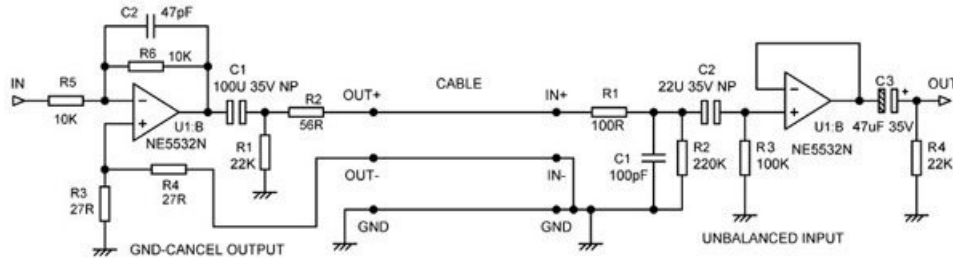 C2 47pF
R6 10K
IN
R5
10K
C1
100U 35V NP
U1:B
NE5532N
R2
56R
R1
22K
R3
27R
R4
27R
OUT+
OUT-
GND
CABLE
IN+
IN-
GND
R1
100R
C1
100pF
C2
22U 35V NP
R2
220K
R3
100K
U1:B
NE5532N
C3
+
47uF 35V
OUT
R4
22K
GND-CANCEL OUTPUT
UNBALANCED INPUT